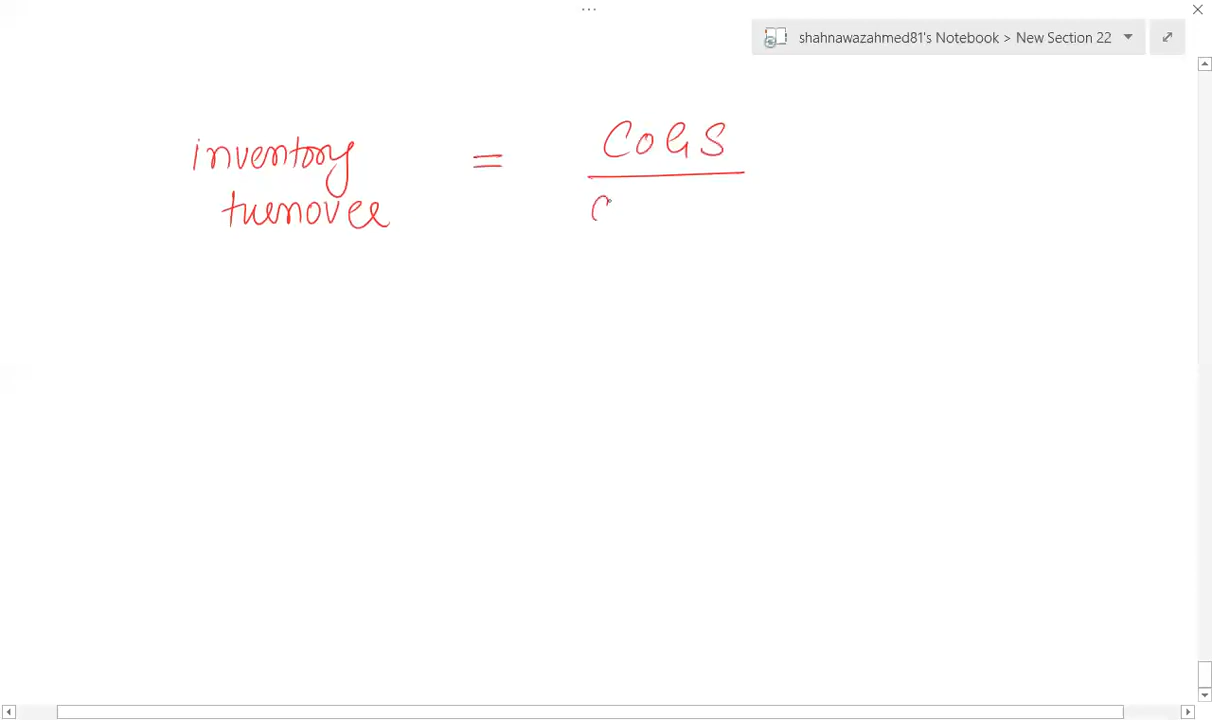 ...
shahnawazahmed81's Notebook > New Section 22
inventory turnover = COGS